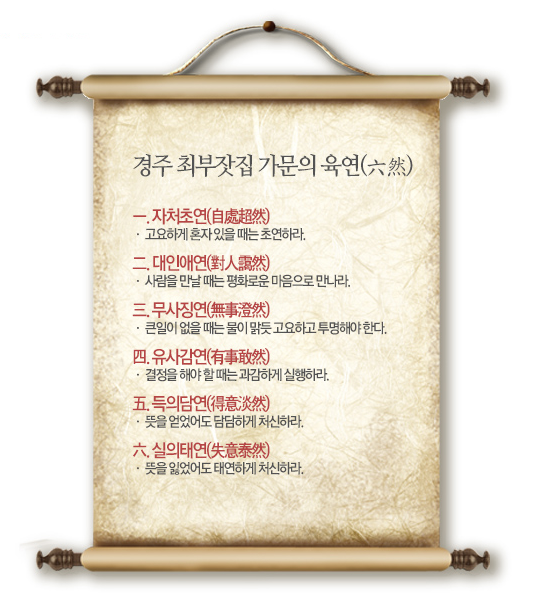 경주 최부잣집 가문의 육연(六然)
一. 자처초연(自處超然)
· 고요하게 혼자 있을 때는 초연하라.
二. 대인애연(對人靄然)
· 사람을 만날 때는 평화로운 마음으로 만나라.
三. 무사징연(無事澄然)
· 큰일이 없을 때는 물이 맑듯 고요하고 투명해야 한다.
四. 유사감연(有事敢然)
· 결정을 해야 할 때는 과감하게 실행하라.
五. 득의담연(得意淡然)
· 뜻을 얻었어도 담담하게 처신하라.
六. 실의태연(失意泰然)
· 뜻을 잃었어도 태연하게 처신하라.